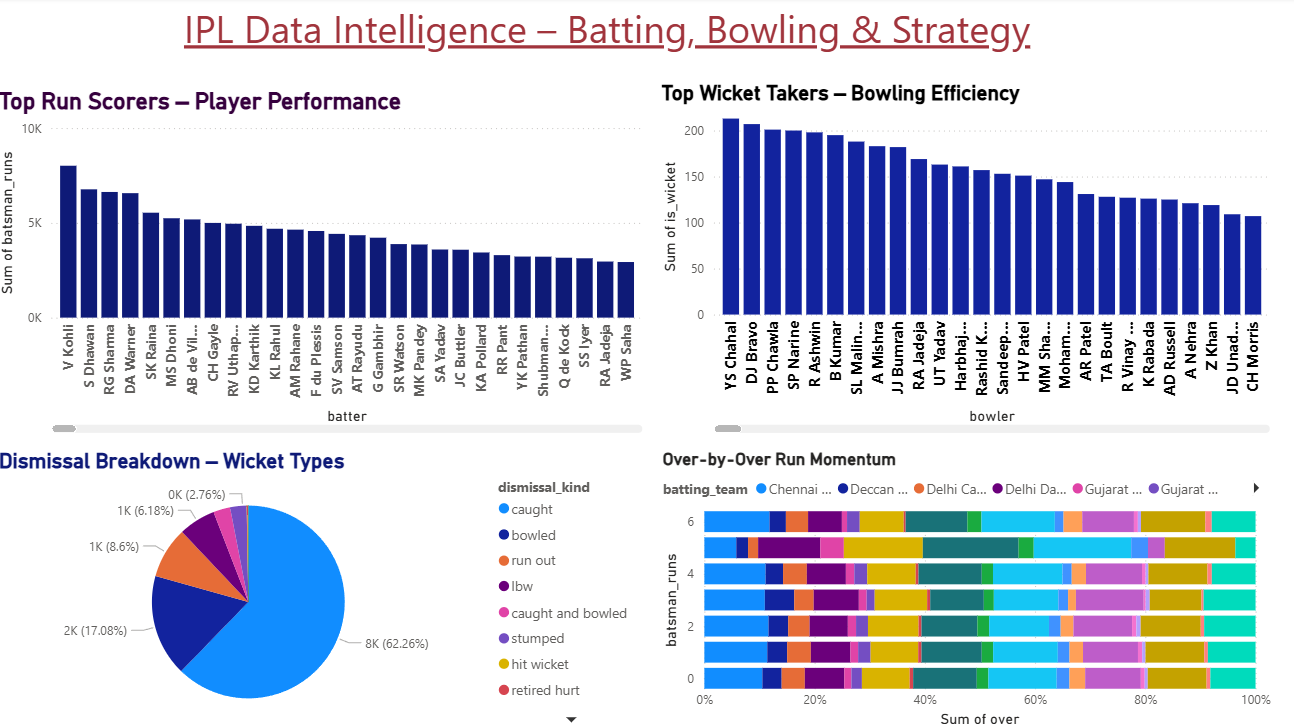 IPL Data Intelligence – Batting, Bowling & Strategy
Top Run Scorers – Player Performance
Sum of batsman_runs
10K
5K
0K
V Kohli
S Dhawan
RG Sharma
DA Warner
SK Raina
MS Dhoni
AB de Vil...
CH Gayle
RV Uthap...
KD Karthik
KL Rahul
AM Rahane
F du Plessis
SV Samson
AT Rayudu
G Gambhir
SR Watson
MK Pandey
SA Yadav
JC Buttler
KA Pollard
RR Pant
YK Pathan
Shubman...
Q de Kock
SS Iyer
RA Jadeja
WP Saha
batter
Top Wicket Takers – Bowling Efficiency
Sum of is_wicket
200
150
100
50
0
YS Chahal
DJ Bravo
PP Chawla
SP Narine
R Ashwin
B Kumar
SL Malin...
A Mishra
JJ Bumrah
RA Jadeja
UT Yadav
Harbhaj...
Rashid K...
Sandeep...
HV Patel
MM Sha...
Moham...
AR Patel
TA Boult
R Vinay ...
K Rabada
AD Russell
A Nehra
Z Khan
JD Unad...
CH Morris
bowler
Dismissal Breakdown – Wicket Types
0K (2.76%)
1K (6.18%)
1K (8.6%)
2K (17.08%)
8K (62.26%)
dismissal_kind
caught
bowled
run out
lbw
caught and bowled
stumped
hit wicket
retired hurt
Over-by-Over Run Momentum
batting_team Chennai ... Deccan ... Delhi Ca... Delhi Da... Gujarat ... Gujarat ...
batsman_runs
6
4
2
0
0% 20% 40% 60% 80% 100%
Sum of over